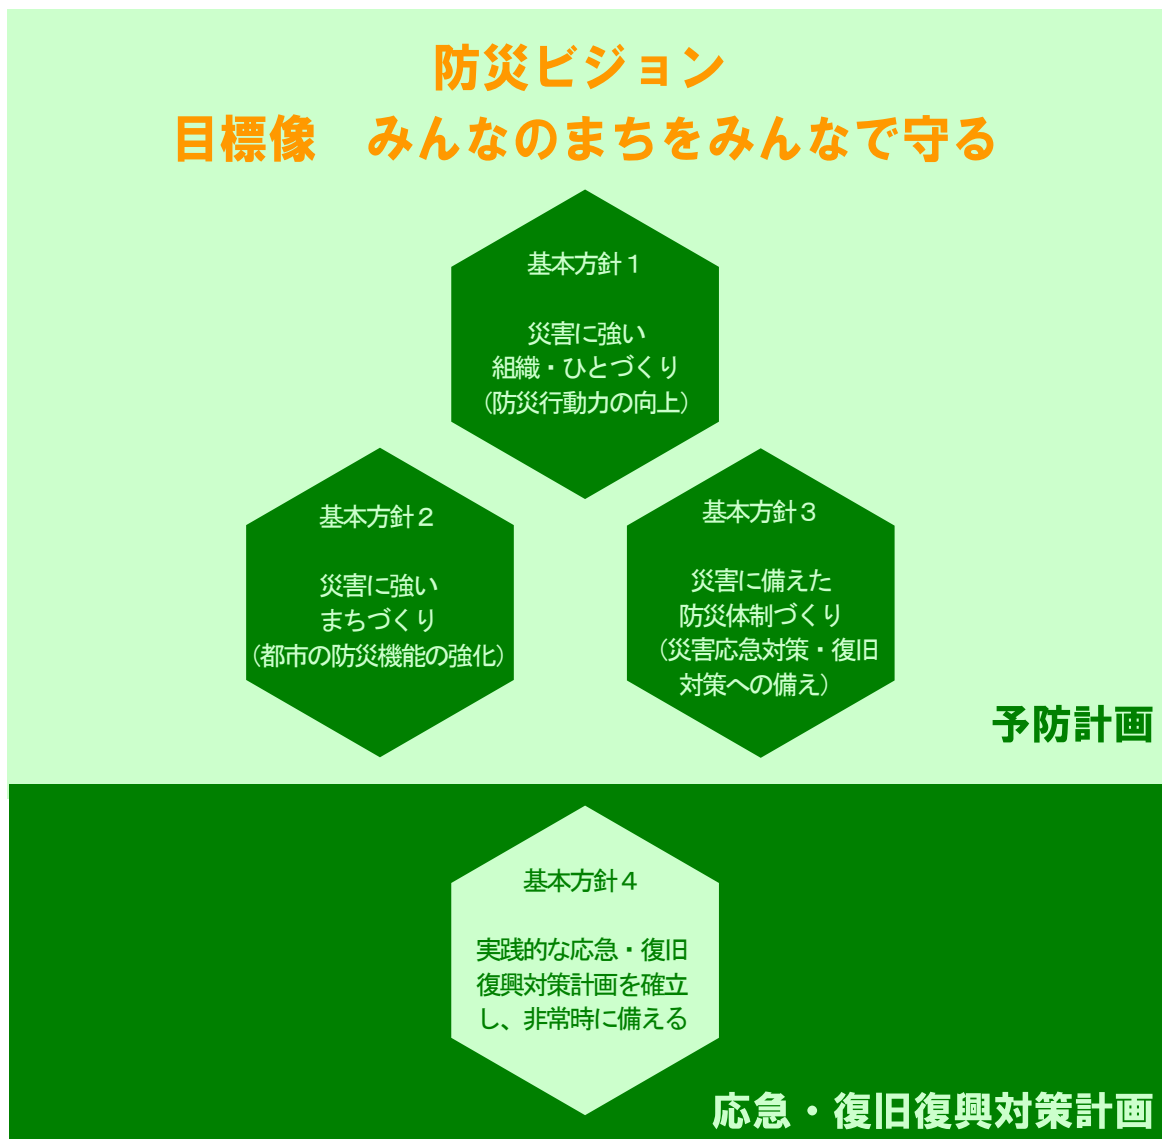 防災ビジョン
目標像　みんなのまちをみんなで守る
基本方針１
災害に強い
組織・ひとづくり
（防災行動力の向上）
基本方針２
災害に強い
まちづくり
（都市の防災機能の強化）
基本方針３
災害に備えた
防災体制づくり
（災害応急対策・復旧
対策への備え）
予防計画
基本方針４
実践的な応急・復旧
復興対策計画を確立
し、非常時に備える
応急・復旧復興対策計画